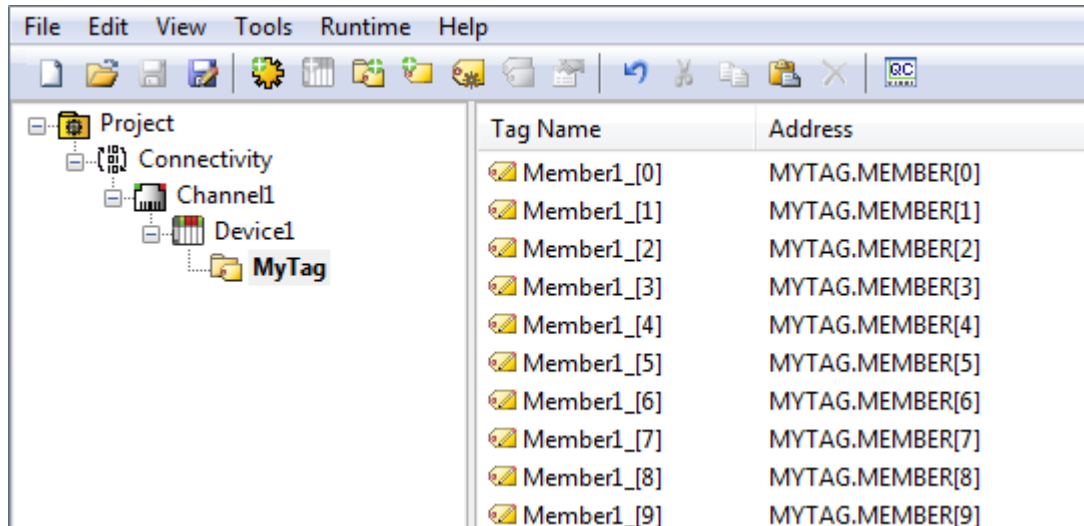 File Edit View Tools Runtime Help
QC
Project
Connectivity
Channel1
Device1
MyTag
Tag Name Address
Member1_[0] MYTAG.MEMBER[0]
Member1_[1] MYTAG.MEMBER[1]
Member1_[2] MYTAG.MEMBER[2]
Member1_[3] MYTAG.MEMBER[3]
Member1_[4] MYTAG.MEMBER[4]
Member1_[5] MYTAG.MEMBER[5]
Member1_[6] MYTAG.MEMBER[6]
Member1_[7] MYTAG.MEMBER[7]
Member1_[8] MYTAG.MEMBER[8]
Member1_[9] MYTAG.MEMBER[9]